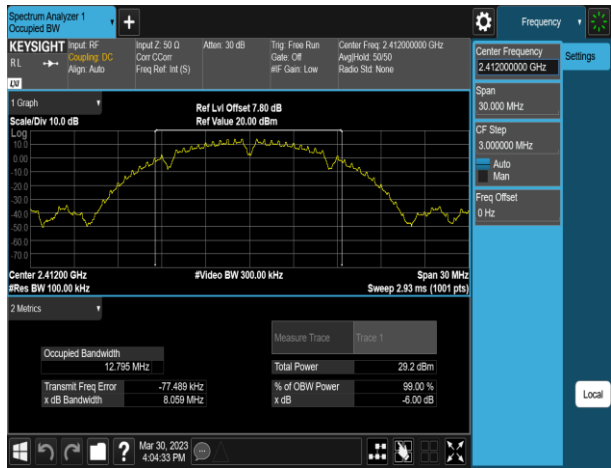 Spectrum Analyzer 1
Occupied BW
+
Frequency
KEYSIGHT
RL
LXI
Input: RF
Coupling: DC
Align: Auto
Input Z: 50 Ω
Corr CCorr
Freq Ref: Int (S)
Atten: 30 dB
Trig: Free Run
Gate: Off
#IF Gain: Low
Center Freq: 2.412000000 GHz
Avg|Hold: 50/50
Radio Std: None
Center Frequency
2.412000000 GHz
Settings
Span
30.000 MHz
CF Step
3.000000 MHz
Auto
Man
Freq Offset
0 Hz
1 Graph
Scale/Div 10.0 dB
Ref Lvl Offset 7.80 dB
Ref Value 20.00 dBm
Log
10.0
0.00
-10.0
-20.0
-30.0
-40.0
-50.0
-60.0
-70.0
Center 2.41200 GHz
#Res BW 100.00 kHz
#Video BW 300.00 kHz
Span 30 MHz
Sweep 2.93 ms (1001 pts)
2 Metrics
Measure Trace
Trace 1
Occupied Bandwidth
12.795 MHz
Total Power
29.2 dBm
Transmit Freq Error
-77.489 kHz
% of OBW Power
99.00 %
x dB Bandwidth
8.059 MHz
x dB
-6.00 dB
Local
?
Mar 30, 2023
4:04:33 PM